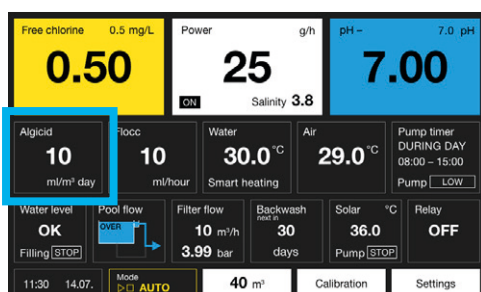 Free chlorine 0.5 mg/L
0.50
Power g/h
25
ON Salinity 3.8
pH – 7.0 pH
7.00
Algicid
10
ml/m³ day
Flocc
10
ml/hour
Water
30.0 °C
Smart heating
Air
29.0 °C
Pump timer
DURING DAY
08:00 – 15:00
Pump LOW
Water level
OK
Filling STOP
Pool flow
OVER
Filter flow
10 m³/h
3.99 bar
Backwash
next in
30
days
Solar °C
36.0
Pump STOP
Relay
OFF
11:30 14.07.
Mode
AUTO
40 m³
Calibration
Settings